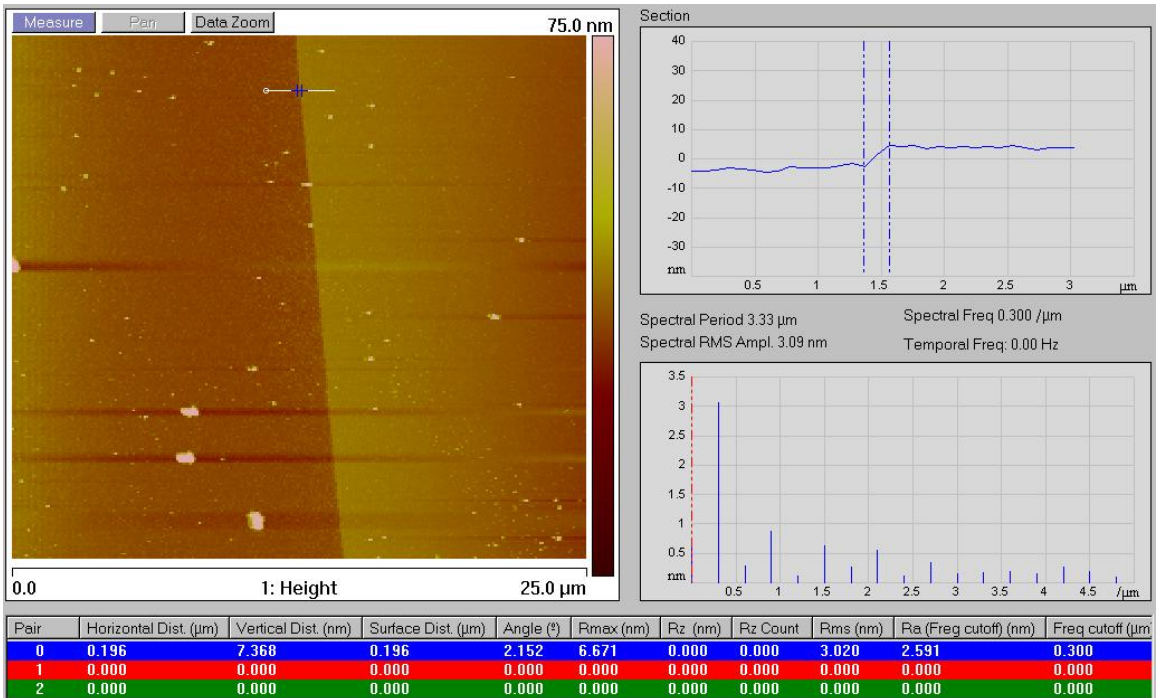 Measure Pan Data Zoom 75.0 nm
0.0 1: Height 25.0 µm
Section
40
30
20
10
0
-10
-20
-30
nm
0.5 1 1.5 2 2.5 3 µm
Spectral Period 3.33 µm Spectral Freq 0.300 /µm
Spectral RMS Ampl. 3.09 nm Temporal Freq: 0.00 Hz
3.5
3
2.5
2
1.5
1
0.5
nm
0.5 1 1.5 2 2.5 3 3.5 4 4.5 /µm
Pair Horizontal Dist. (µm) Vertical Dist. (nm) Surface Dist. (µm) Angle (º) Rmax (nm) Rz (nm) Rz Count Rms (nm) Ra (Freg cutoff) (nm) Freq cutoff (µm
0 0.196 7.368 0.196 2.152 6.671 0.000 0.000 3.020 2.591 0.300
1 0.000 0.000 0.000 0.000 0.000 0.000 0.000 0.000 0.000 0.000
2 0.000 0.000 0.000 0.000 0.000 0.000 0.000 0.000 0.000 0.000